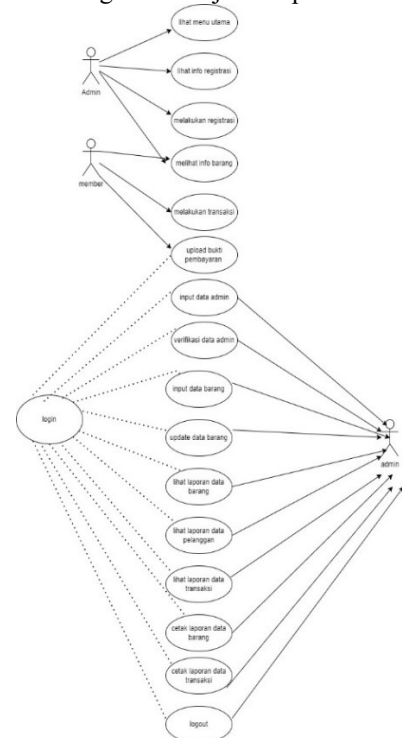 lihat menu utama
lihat info registrasi
Admin
melakukan registrasi
melihat info barang
member
melakukan transaksi
upload bukti
pembayaran
input data admin
varifikasi data admin
input data barang
login
update data barang
admin
lihat laporan data
barang
lihat laporan data
pelanggan
lihat laporan data
transaksi
cetak laporan data
barang
cetak laporan data
transaksi
logout